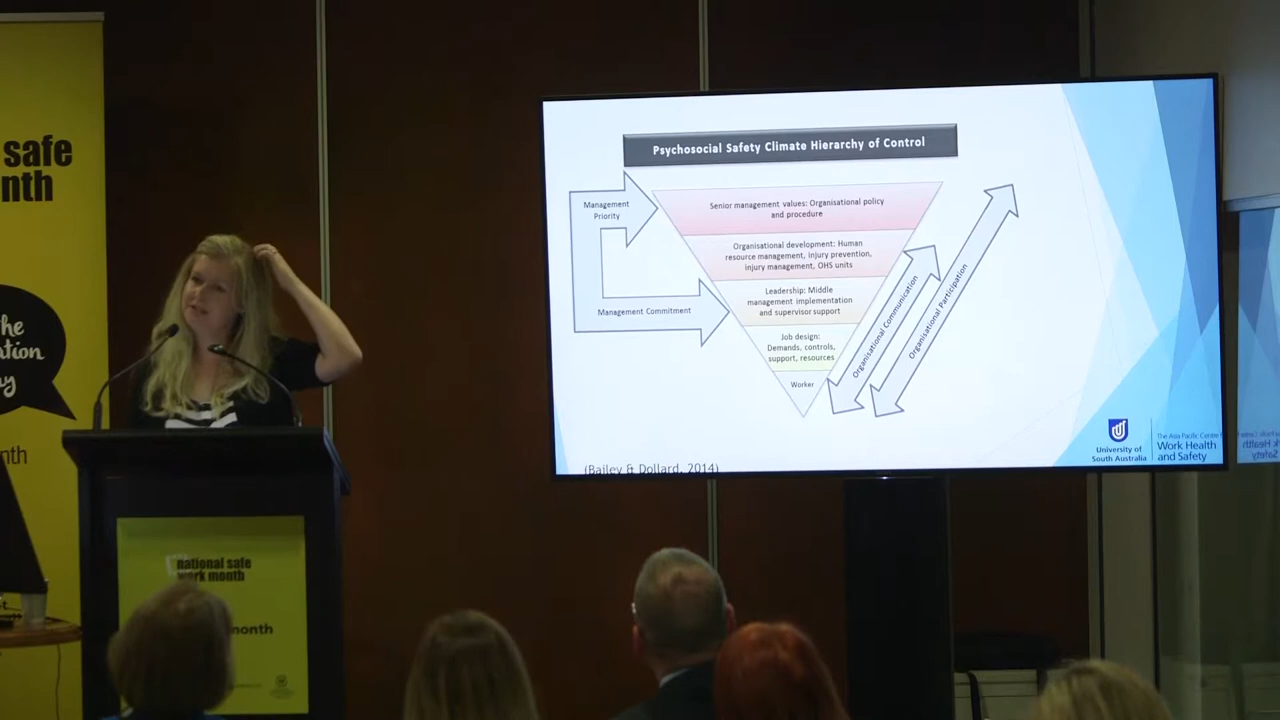 safe
nth
he
ation
ay
nth
national safe
work month
month
Psychosocial Safety Climate Hierarchy of Control
Management
Priority
Management Commitment
Senior management values: Organisational policy
and procedure
Organisational development: Human
resource management, injury prevention,
injury management, OHS units
Leadership: Middle
management implementation
and supervisor support
Job design:
Demands, controls,
support, resources
Worker
Organisational Communication
Organisational Participation
(Bailey & Dollard, 2014)
University of
South Australia
The Asia Pacific Centre
Work Health
and Safety